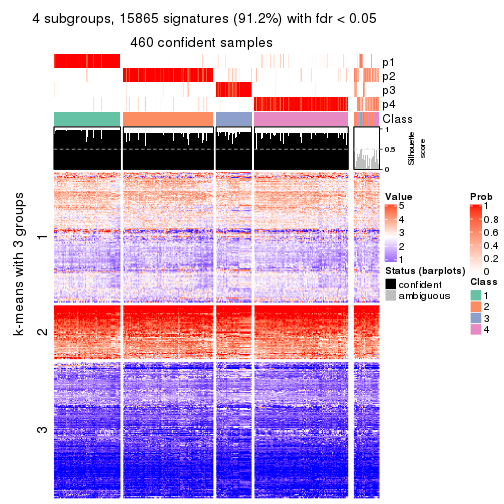 4 subgroups, 15865 signatures (91.2%) with fdr < 0.05
460 confident samples
p1
p2
p3
p4
Class
1
0.5
0
Silhouette
score
k-means with 3 groups
1
2
3
Value
5
4
3
2
1
Status (barplots)
confident
ambiguous
Prob
1
0.8
0.6
0.4
0.2
0
Class
1
2
3
4